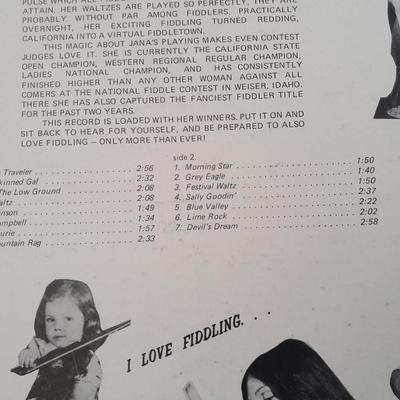 PULSE WHICH ALL
ATTAIN. HER WALTZES ARE PLAYED SO PERFECTLY, THEY ARE
PROBABLY WITHOUT PAR AMONG FIDDLERS. PRACTICALLY
OVERNIGHT, HER EXCITING FIDDLING TURNED REDDING,
CALIFORNIA INTO A VIRTUAL FIDDLETOWN.
THIS MAGIC ABOUT JANA'S PLAYING MAKES EVEN CONTEST
JUDGES LOVE IT. SHE IS CURRENTLY THE CALIFORNIA STATE
OPEN CHAMPION, WESTERN REGIONAL REGULAR CHAMPION,
LADIES NATIONAL CHAMPION, AND HAS CONSISTENTLY
FINISHED HIGHER THAN ANY OTHER WOMAN AGAINST ALL
COMERS AT THE NATIONAL FIDDLE CONTEST IN WEISER, IDAHO.
THERE SHE HAS ALSO CAPTURED THE FANCIEST FIDDLER TITLE
FOR THE PAST TWO YEARS.
THIS RECORD IS LOADED WITH HER WINNERS. PUT IT ON AND
SIT BACK TO HEAR FOR YOURSELF, AND BE PREPARED TO ALSO
LOVE FIDDLING – ONLY MORE THAN EVER!
Traveler 2:56
kinned Gal 2:32
The Low Ground 2:08
altz 2:08
nson 1:49
ampbell 1:34
urie 1:57
ountain Rag 2:33
side 2.
1. Morning Star 1:50
2. Grey Eagle 1:40
3. Festival Waltz 1:50
4. Sally Goodin' 2:37
5. Blue Valley 2:22
6. Lime Rock 2:02
7. Devil's Dream 2:58
I LOVE FIDDLING. . .